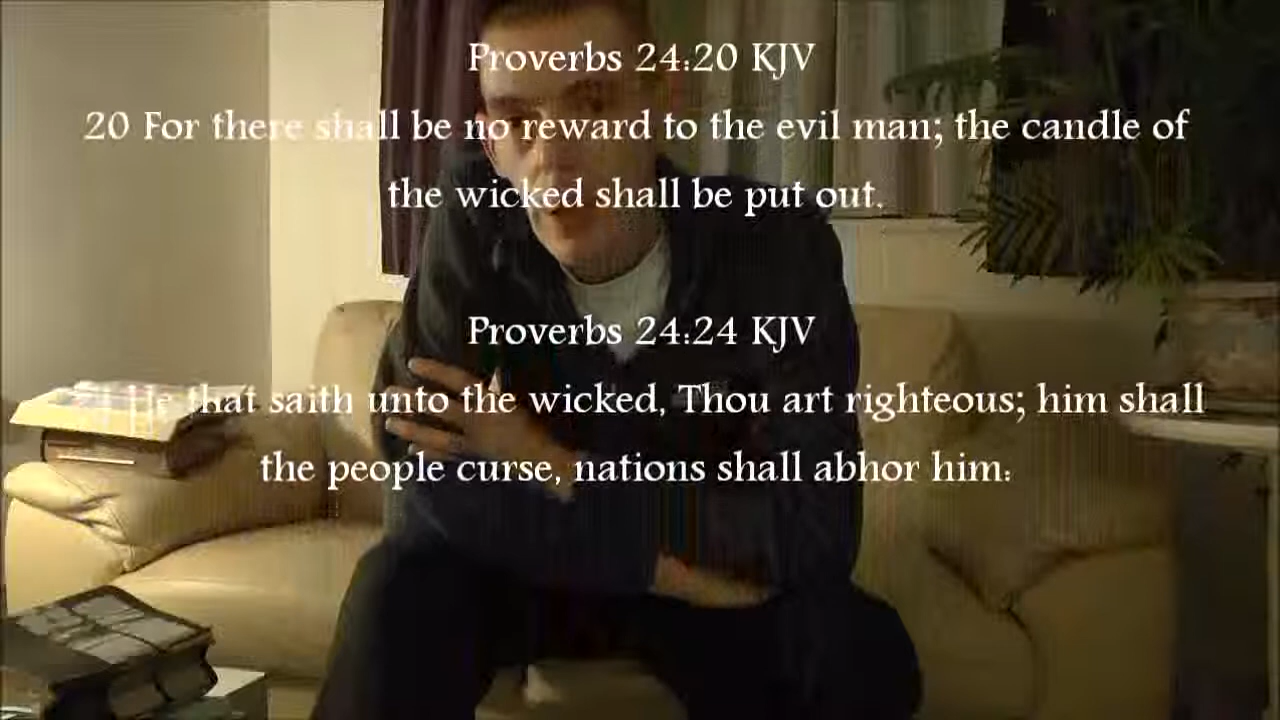 Proverbs 24:20 KJV
20 For there shall be no reward to the evil man; the candle of
the wicked shall be put out.
Proverbs 24:24 KJV
24 He that saith unto the wicked, Thou art righteous; him shall
the people curse, nations shall abhor him: